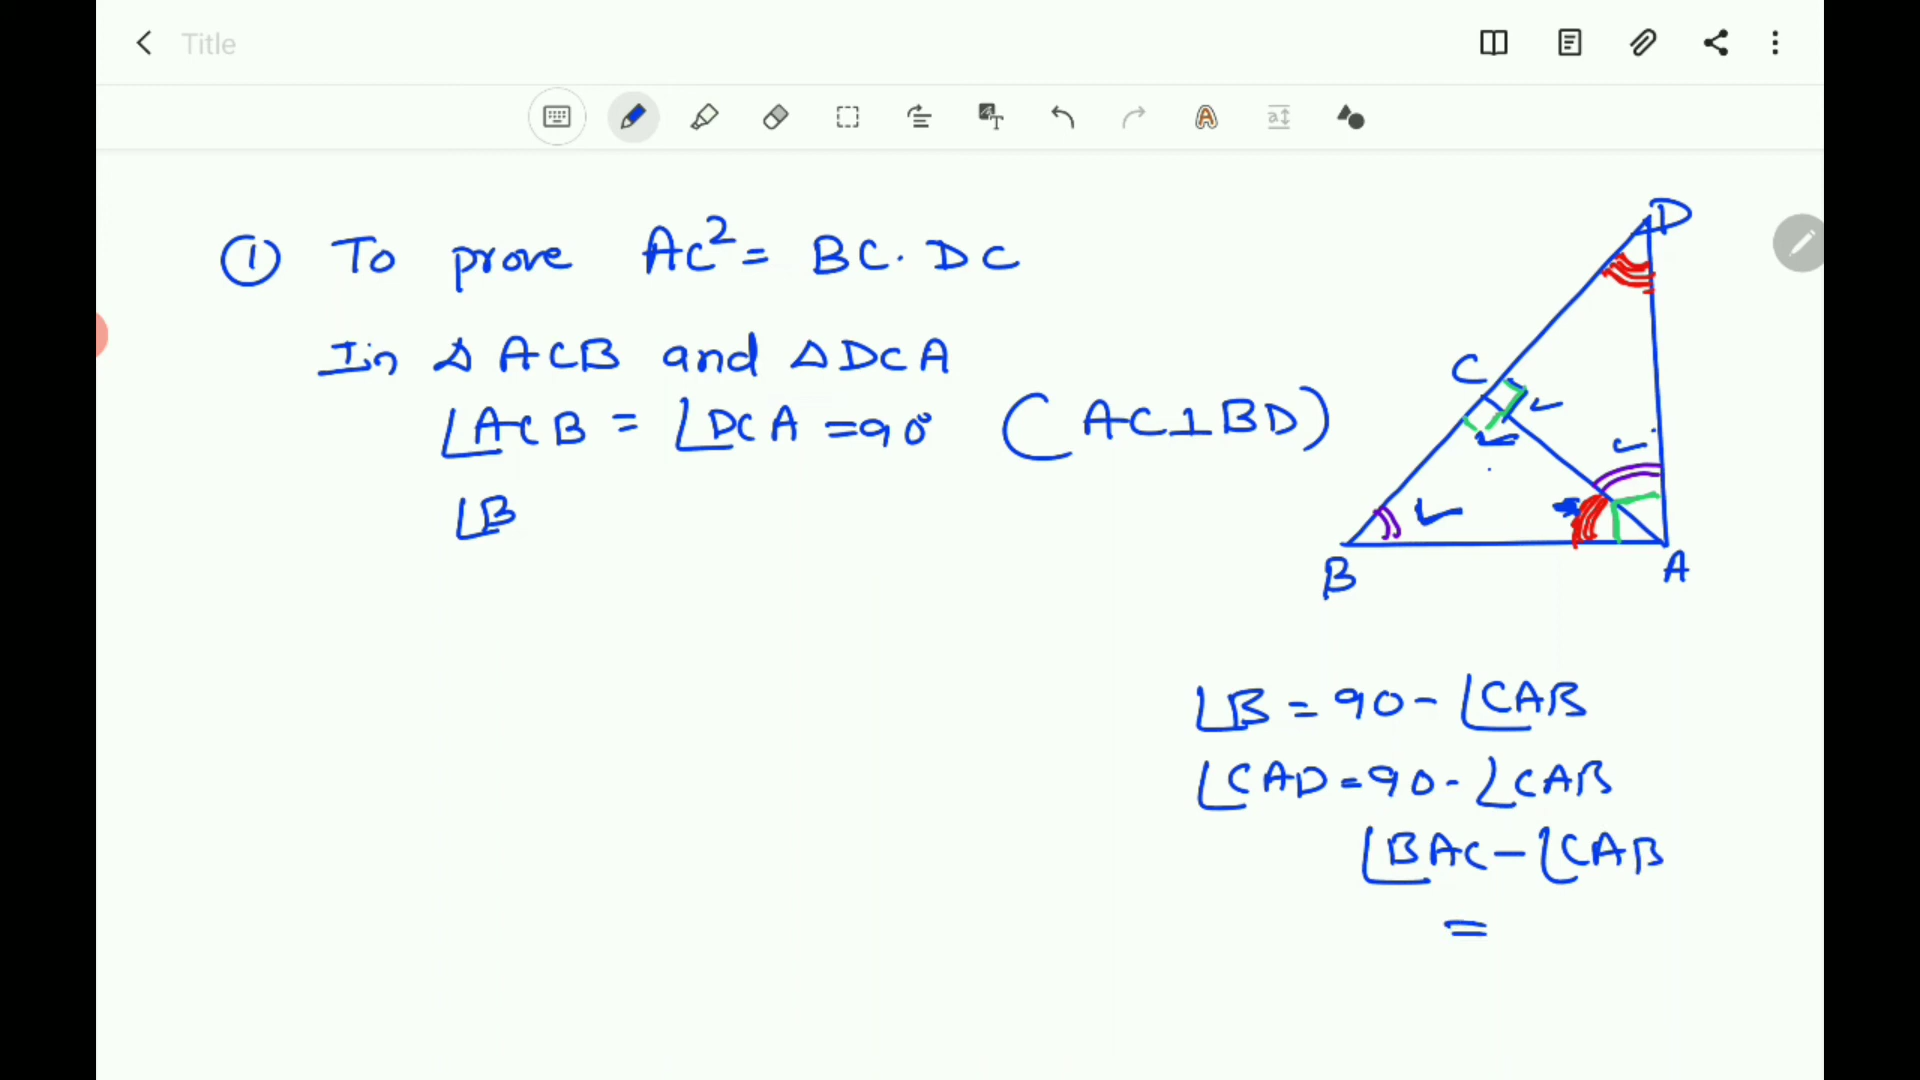 Title
① To prove AC² = BC. DC
In △ ACB and △ DCA
∠ACB = ∠DCA = 90° (AC⊥BD)
∠B
D
C
B
A
∠B = 90 - ∠CAB
∠CAD = 90 - ∠CAB
∠BAC - ∠CAB
=